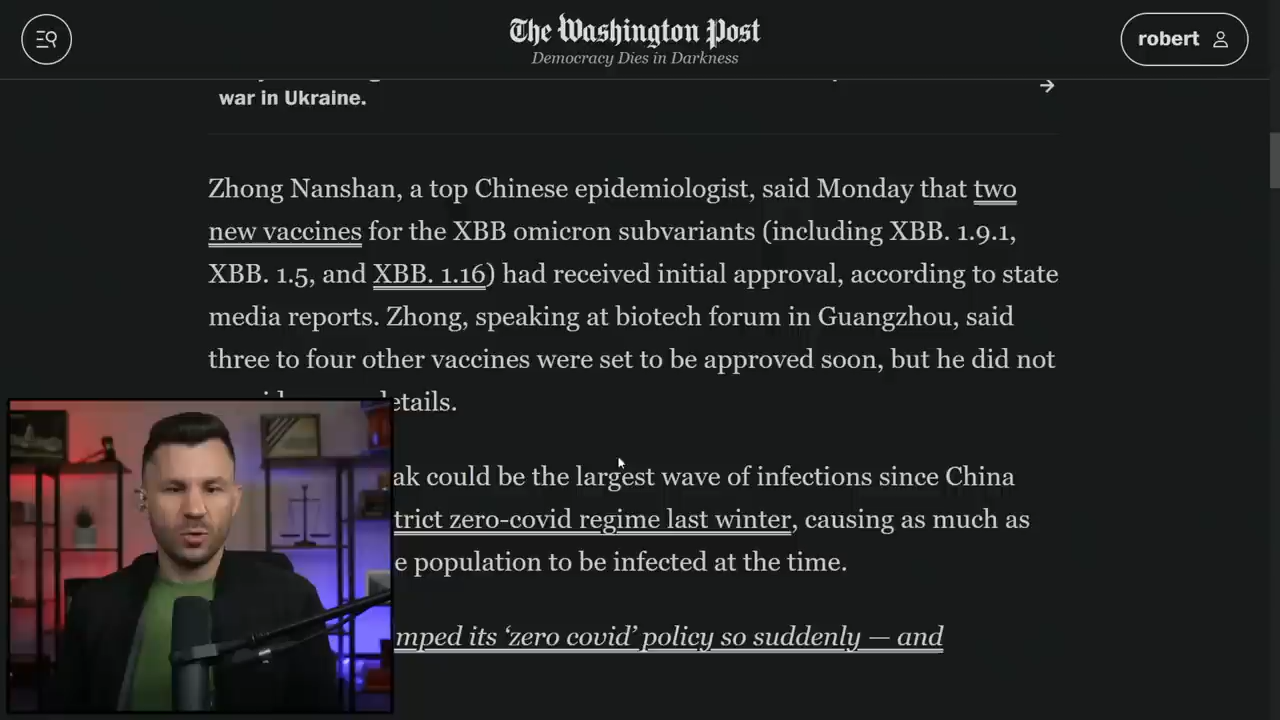 The Washington Post
Democracy Dies in Darkness
robert
war in Ukraine.
Zhong Nanshan, a top Chinese epidemiologist, said Monday that two
new vaccines for the XBB omicron subvariants (including XBB. 1.9.1,
XBB. 1.5, and XBB. 1.16) had received initial approval, according to state
media reports. Zhong, speaking at biotech forum in Guangzhou, said
three to four other vaccines were set to be approved soon, but he did not
etails.
ak could be the largest wave of infections since China
trict zero-covid regime last winter, causing as much as
e population to be infected at the time.
mped its ‘zero covid’ policy so suddenly — and